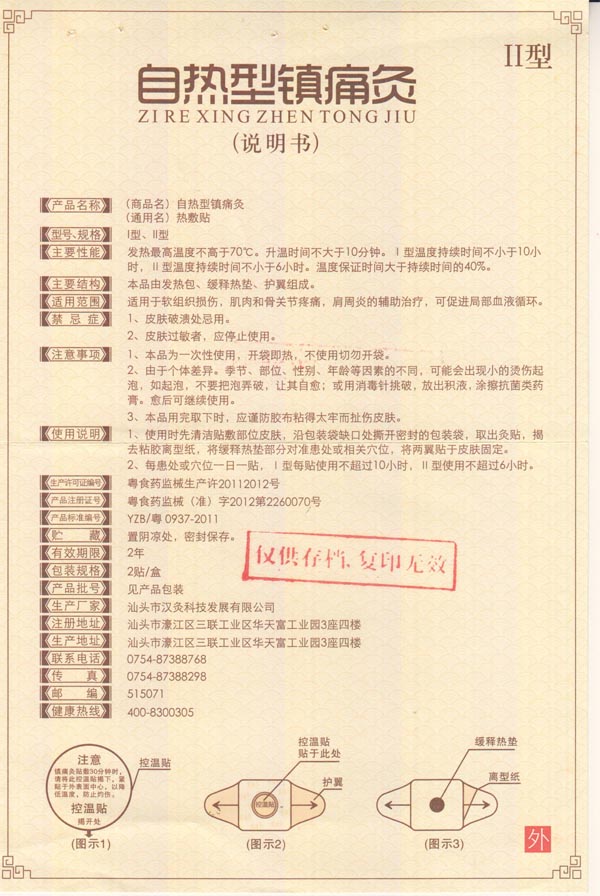 II型
自热型镇痛灸
ZI RE XING ZHEN TONG JIU
(说明书)
产品名称 (商品名) 自热型镇痛灸
(通用名) 热敷贴
型号、规格 I型、II型
主要性能 发热最高温度不高于70℃。升温时间不大于10分钟。I型温度持续时间不小于10小
时，II型温度持续时间不小于6小时。温度保证时间大于持续时间的40%。
主要结构 本品由发热包、缓释热垫、护翼组成。
适用范围 适用于软组织损伤，肌肉和骨关节疼痛，肩周炎的辅助治疗，可促进局部血液循环。
禁忌症 1、皮肤破溃处忌用。
2、皮肤过敏者，应停止使用。
注意事项 1、本品为一次性使用，开袋即热，不使用切勿开袋。
2、由于个体差异。季节、部位、性别、年龄等因素的不同，可能会出现小的烫伤起
泡，如起泡，不要把泡弄破，让其自愈；或用消毒针挑破，放出积液，涂擦抗菌类药
膏。愈后可继续使用。
3、本品用完取下时，应谨防胶布粘得太牢而扯伤皮肤。
使用说明 1、使用时先清洁贴敷部位皮肤，沿包装袋缺口处撕开密封的包装袋，取出灸贴，揭
去粘胶离型纸，将缓释热垫部分对准患处或相关穴位，将两翼贴于皮肤固定。
2、每患处或穴位一日一贴，I型每贴使用不超过10小时，II型使用不超过6小时。
生产许可证编号 粤食药监械生产许20112012号
产品注册证号 粤食药监械（准）字2012第2260070号
产品标准编号 YZB/粤 0937-2011
贮藏 置阴凉处，密封保存。
有效期限 2年
仅供存档、复印无效
包装规格 2贴/盒
产品批号 见产品包装
生产厂家 汕头市汉灸科技发展有限公司
注册地址 汕头市濠江区三联工业区华天富工业园3座四楼
生产地址 汕头市濠江区三联工业区华天富工业园3座四楼
联系电话 0754-87388768
传真 0754-87388298
邮编 515071
健康热线 400-8300305
注意
镇痛灸贴敷30分钟时，
请将此控温贴揭下，紧
贴于外表面中心，以降
低温度，防止灼伤。
控温贴
揭开处
控温贴
(图示1)
控温贴
贴于此处
护翼
控温贴
(图示2)
缓释热垫
离型纸
(图示3)
外